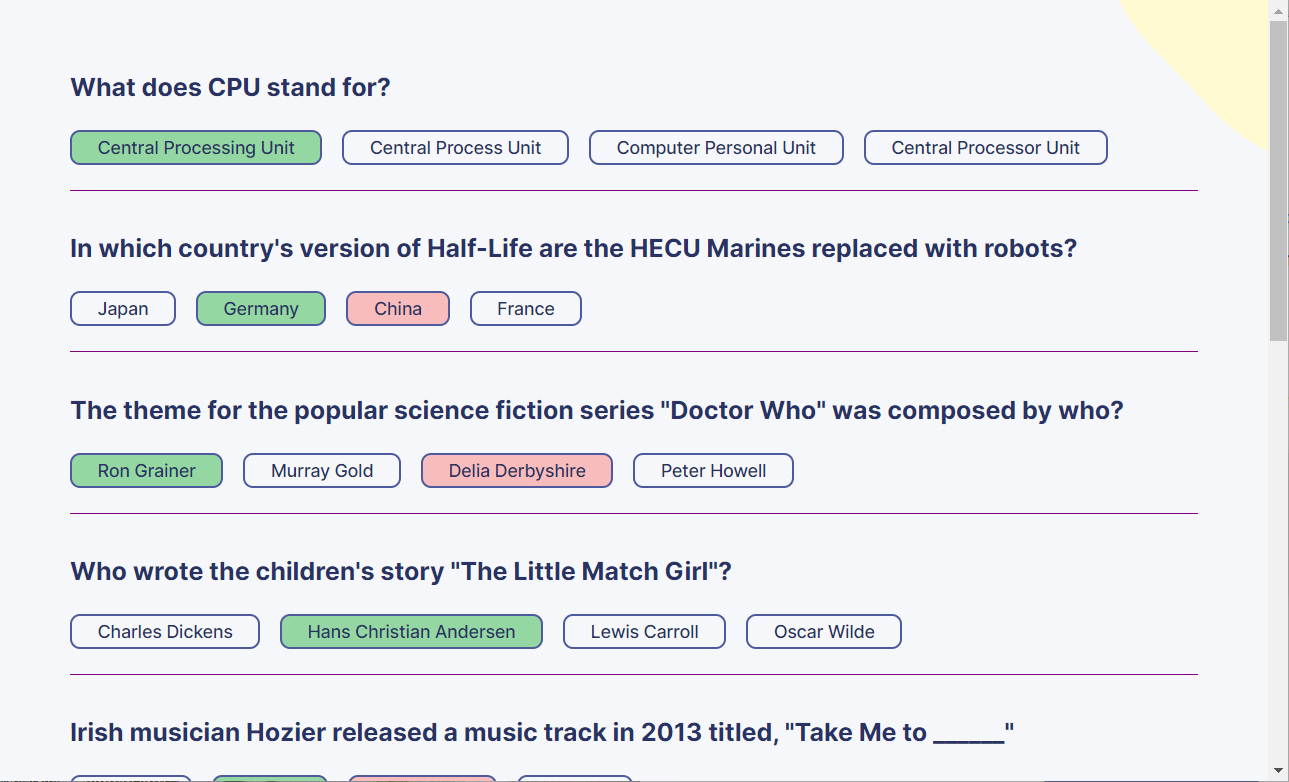 What does CPU stand for?
Central Processing Unit Central Process Unit Computer Personal Unit Central Processor Unit
In which country's version of Half-Life are the HECU Marines replaced with robots?
Japan Germany China France
The theme for the popular science fiction series "Doctor Who" was composed by who?
Ron Grainer Murray Gold Delia Derbyshire Peter Howell
Who wrote the children's story "The Little Match Girl"?
Charles Dickens Hans Christian Andersen Lewis Carroll Oscar Wilde
Irish musician Hozier released a music track in 2013 titled, "Take Me to ______"